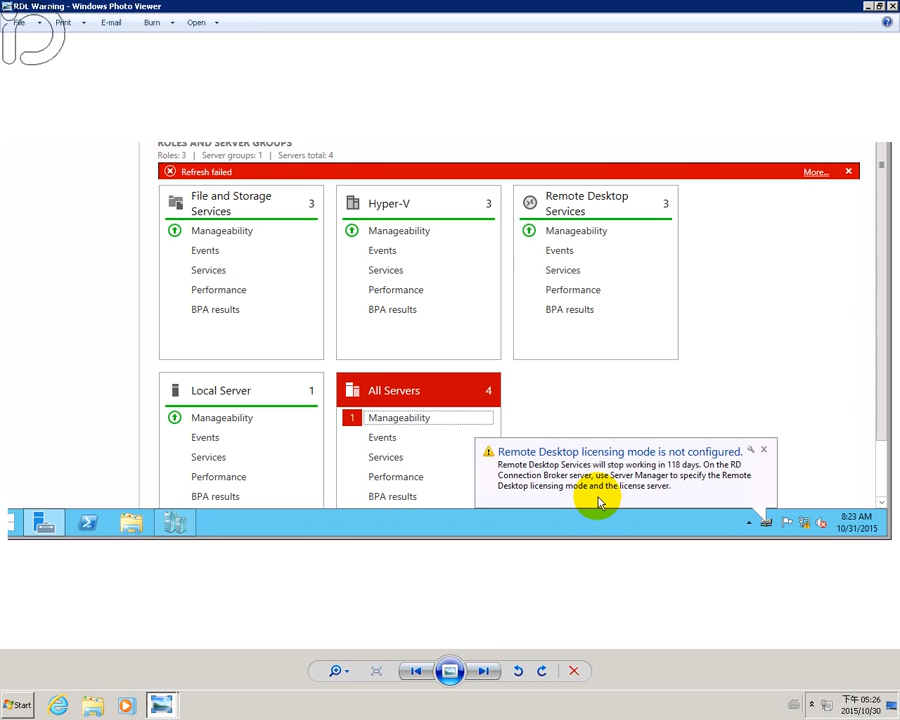 RDL Warning - Windows Photo Viewer
File Print E-mail Burn Open
ROLES AND SERVER GROUPS
Roles: 3 | Server groups: 1 | Servers total: 4
Refresh failed More...
File and Storage Services 3
Manageability
Events
Services
Performance
BPA results
Hyper-V 3
Manageability
Events
Services
Performance
BPA results
Remote Desktop Services 3
Manageability
Events
Services
Performance
BPA results
Local Server 1
Manageability
Events
Services
Performance
BPA results
All Servers 4
1 Manageability
Events
Services
Performance
BPA results
Remote Desktop licensing mode is not configured.
Remote Desktop Services will stop working in 118 days. On the RD
Connection Broker server, use Server Manager to specify the Remote
Desktop licensing mode and the license server.
8:23 AM
10/31/2015
Start
下午 05:26
2015/10/30